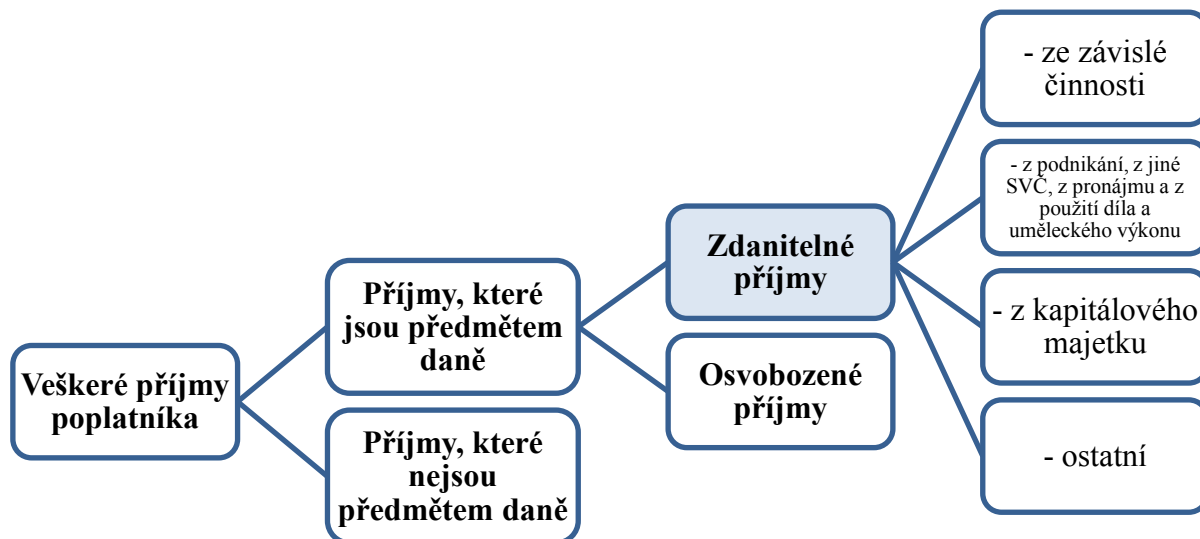 Veškeré příjmy
poplatníka
Příjmy, které
jsou předmětem
daně
Příjmy, které
nejsou
předmětem daně
Zdanitelné
příjmy
Osvobozené
příjmy
- ze závislé
činnosti
- z podnikání, z jiné
SVČ, z pronájmu a z
použití díla a
uměleckého výkonu
- z kapitálového
majetku
- ostatní